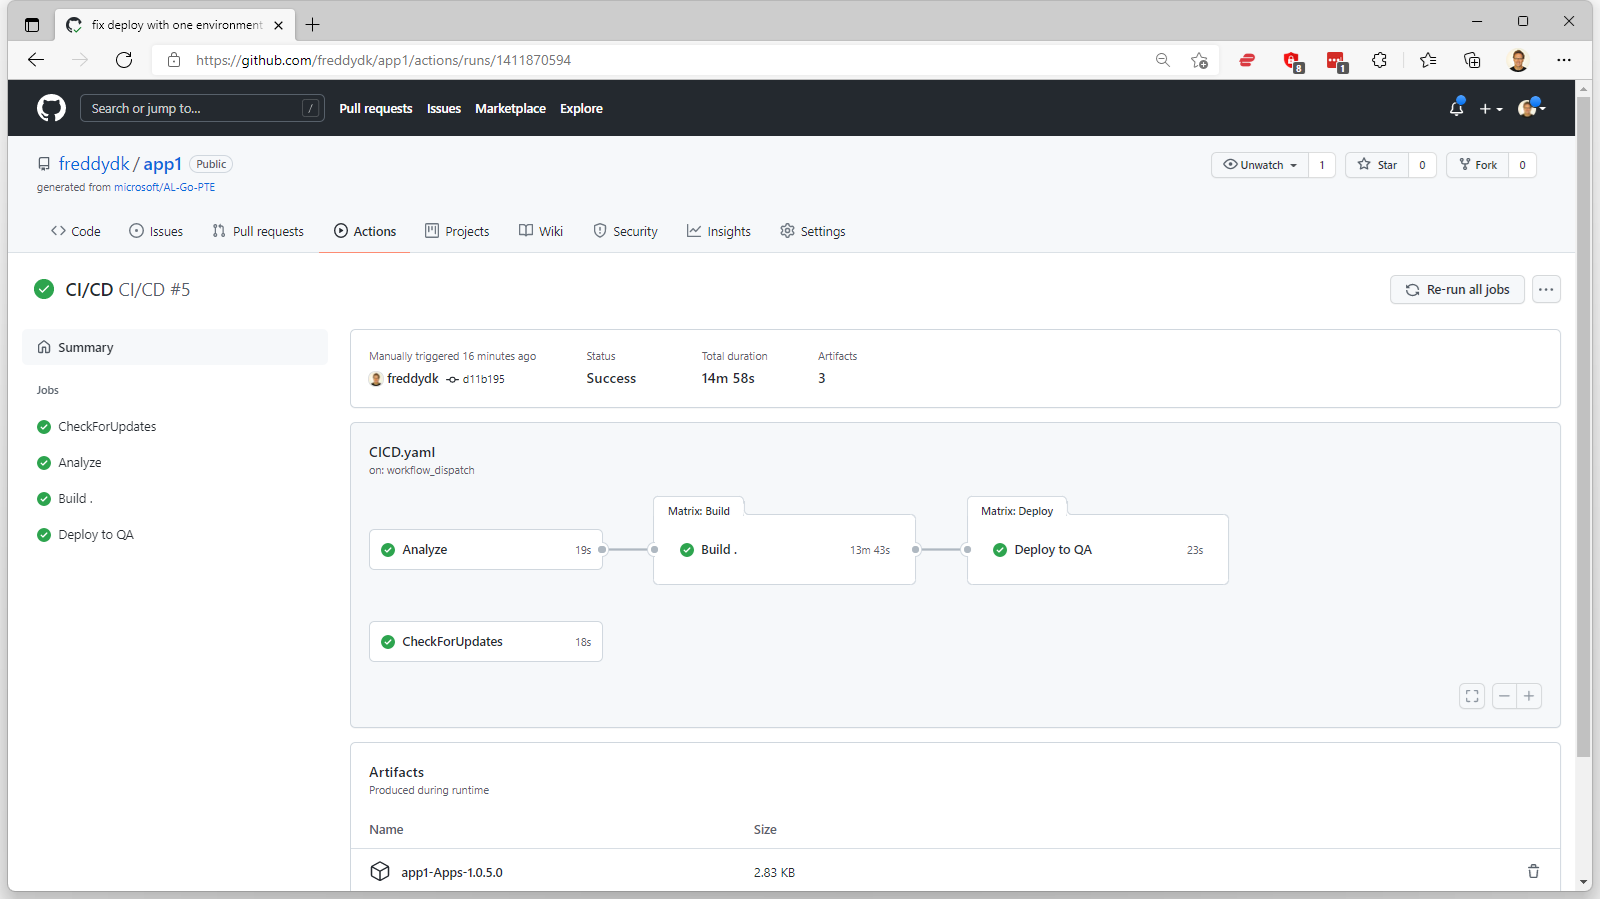 fix deploy with one environment
https://github.com/freddydk/app1/actions/runs/1411870594
8
1
Search or jump to...
/
Pull requests
Issues
Marketplace
Explore
freddydk / app1
Public
generated from microsoft/AL-Go-PTE
Unwatch
1
Star
0
Fork
0
Code
Issues
Pull requests
Actions
Projects
Wiki
Security
Insights
Settings
CI/CD CI/CD #5
Re-run all jobs
Summary
Jobs
CheckForUpdates
Analyze
Build .
Deploy to QA
Manually triggered 16 minutes ago
freddydk d11b195
Status
Success
Total duration
14m 58s
Artifacts
3
CICD.yaml
on: workflow_dispatch
Analyze
19s
Matrix: Build
Build .
13m 43s
Matrix: Deploy
Deploy to QA
23s
CheckForUpdates
18s
Artifacts
Produced during runtime
Name
Size
app1-Apps-1.0.5.0
2.83 KB